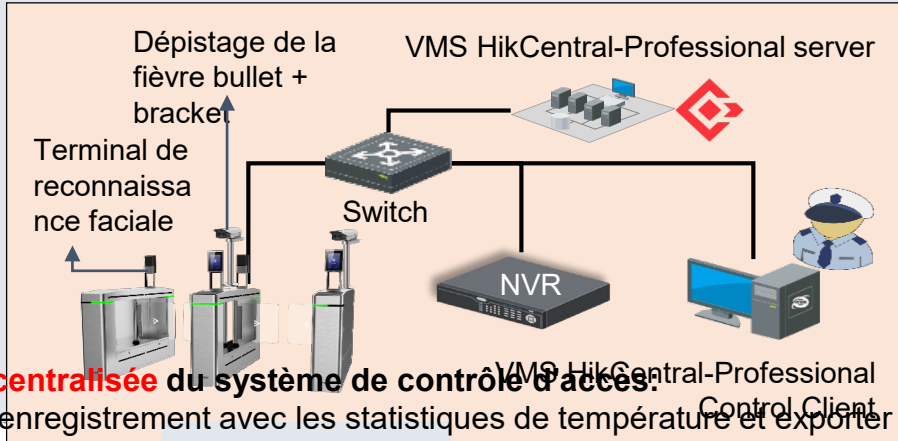 Dépistage de la
fièvre bullet +
bracket
VMS HikCentral-Professional server
Terminal de
reconnaissa
nce faciale
Switch
NVR
VMS HikCentral-Professional
Control Client
centralisée du système de contrôle d'accès:
enregistrement avec les statistiques de température et exporter